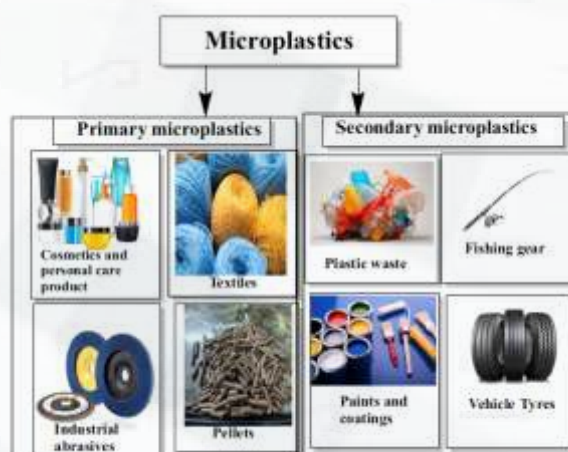 Microplastics
Primary microplastics
Secondary microplastics
Cosmetics and
personal care
product
Textiles
Plastic waste
Fishing gear
Industrial
abrasives
Pellets
Paints and
coatings
Vehicle Tyres